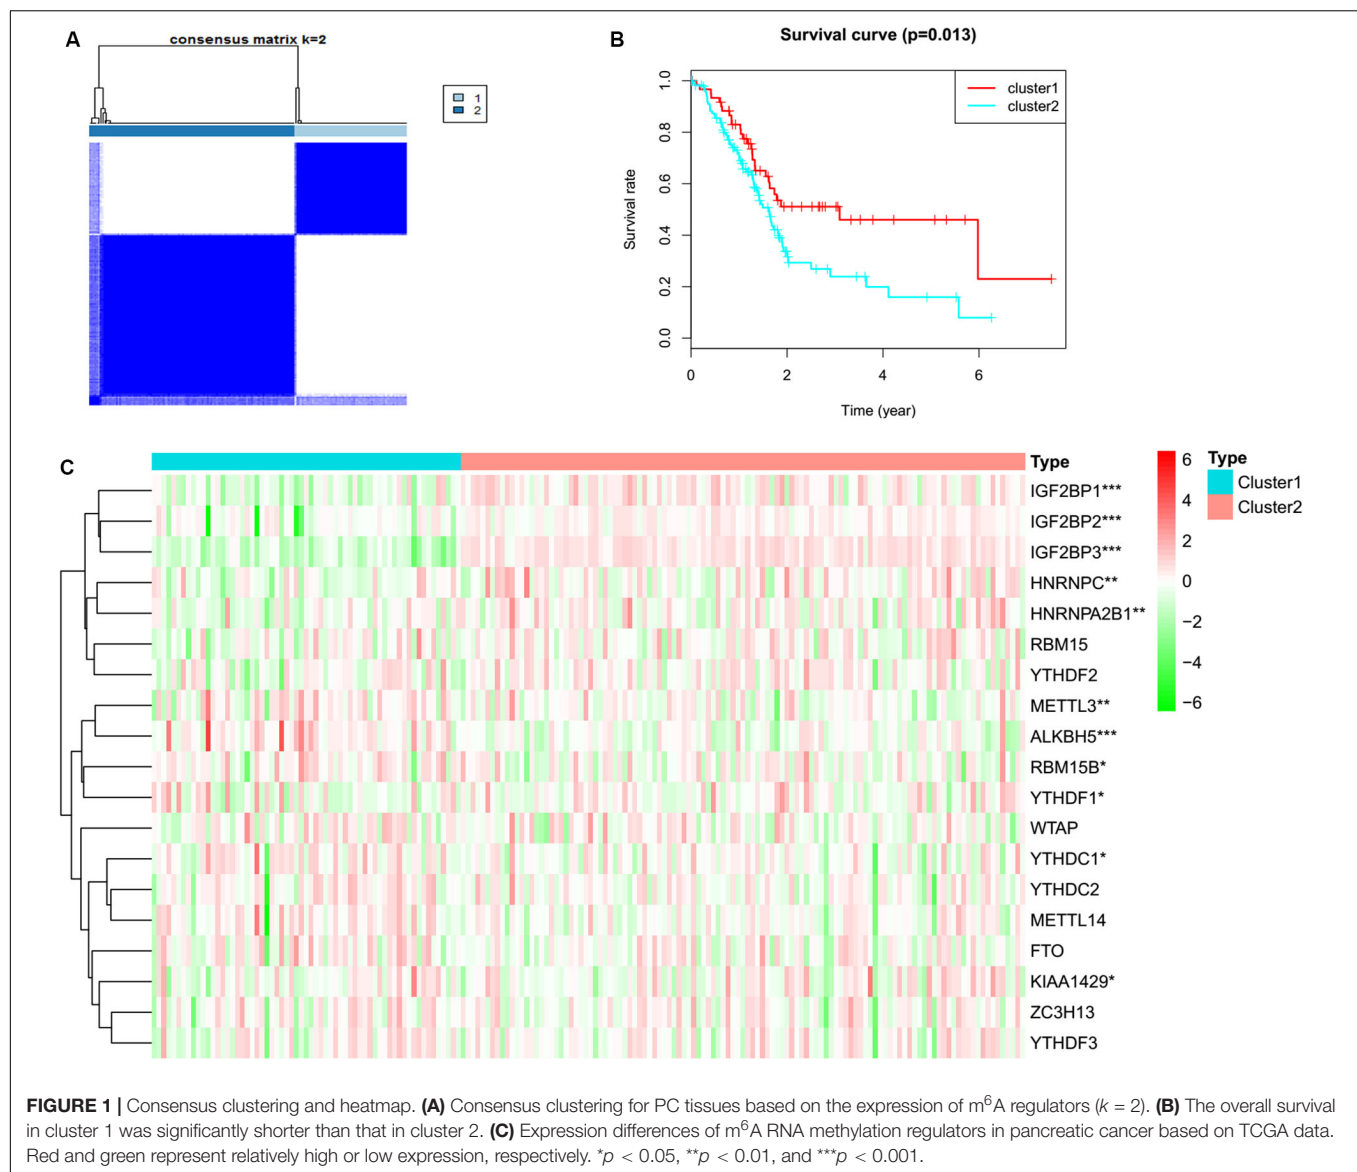 A
consensus matrix k=2
1
2
B
Survival curve (p=0.013)
cluster1
cluster2
Survival rate
1.0
0.8
0.6
0.4
0.2
0.0
0 2 4 6
Time (year)
C
Type
IGF2BP1***
IGF2BP2***
IGF2BP3***
HNRNPC**
HNRNPA2B1**
RBM15
YTHDF2
METTL3**
ALKBH5***
RBM15B*
YTHDF1*
WTAP
YTHDC1*
YTHDC2
METTL14
FTO
KIAA1429*
ZC3H13
YTHDF3
6
4
2
0
−2
−4
−6
Type
Cluster1
Cluster2
FIGURE 1 | Consensus clustering and heatmap. (A) Consensus clustering for PC tissues based on the expression of m⁶A regulators (k = 2). (B) The overall survival
in cluster 1 was significantly shorter than that in cluster 2. (C) Expression differences of m⁶A RNA methylation regulators in pancreatic cancer based on TCGA data.
Red and green represent relatively high or low expression, respectively. *p < 0.05, **p < 0.01, and ***p < 0.001.